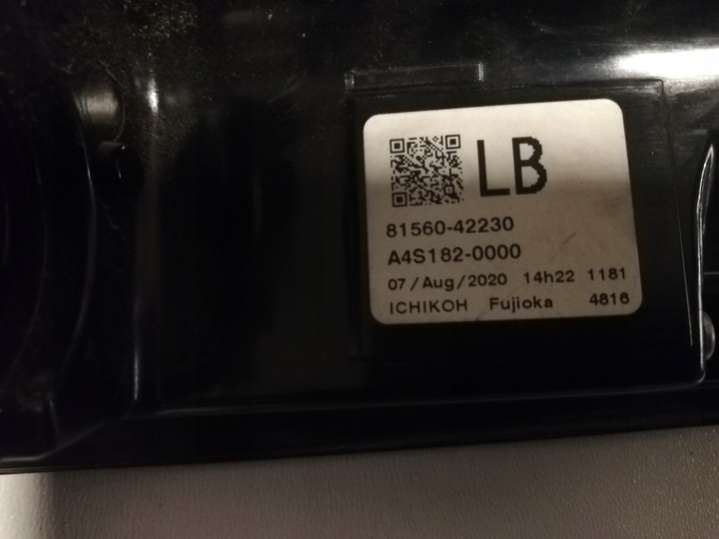 LB
81560-42230
A4S182-0000
07/Aug/2020 14h22 1181
ICHIKOH Fujioka 4816